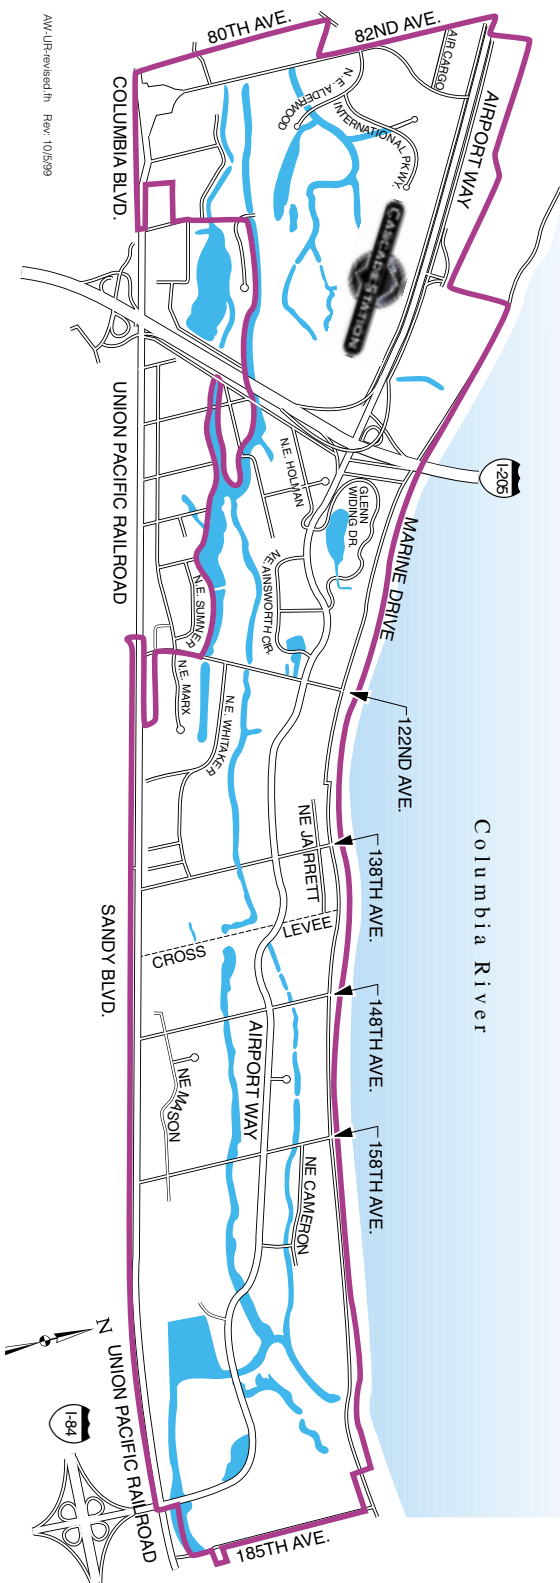 80TH AVE.
82ND AVE.
AIR CARGO
AIRPORT WAY
N.E. ALDERWOOD
INTERNATIONAL PKWY.
CASCADE STATION
COLUMBIA BLVD.
AW-UR-revised.fh Rev: 10/5/99
I-205
MARINE DRIVE
GLENN
WIDING DR.
N.E. HOLMAN
N.E. AINSWORTH CIR.
UNION PACIFIC RAILROAD
N.E. SUMNER
N.E. MARX
N.E. WHITAKER
122ND AVE.
138TH AVE.
148TH AVE.
158TH AVE.
Columbia River
NE JARRETT
CROSS
LEVEE
SANDY BLVD.
AIRPORT WAY
NE MASON
NE CAMERON
N
UNION PACIFIC RAILROAD
I-84
185TH AVE.